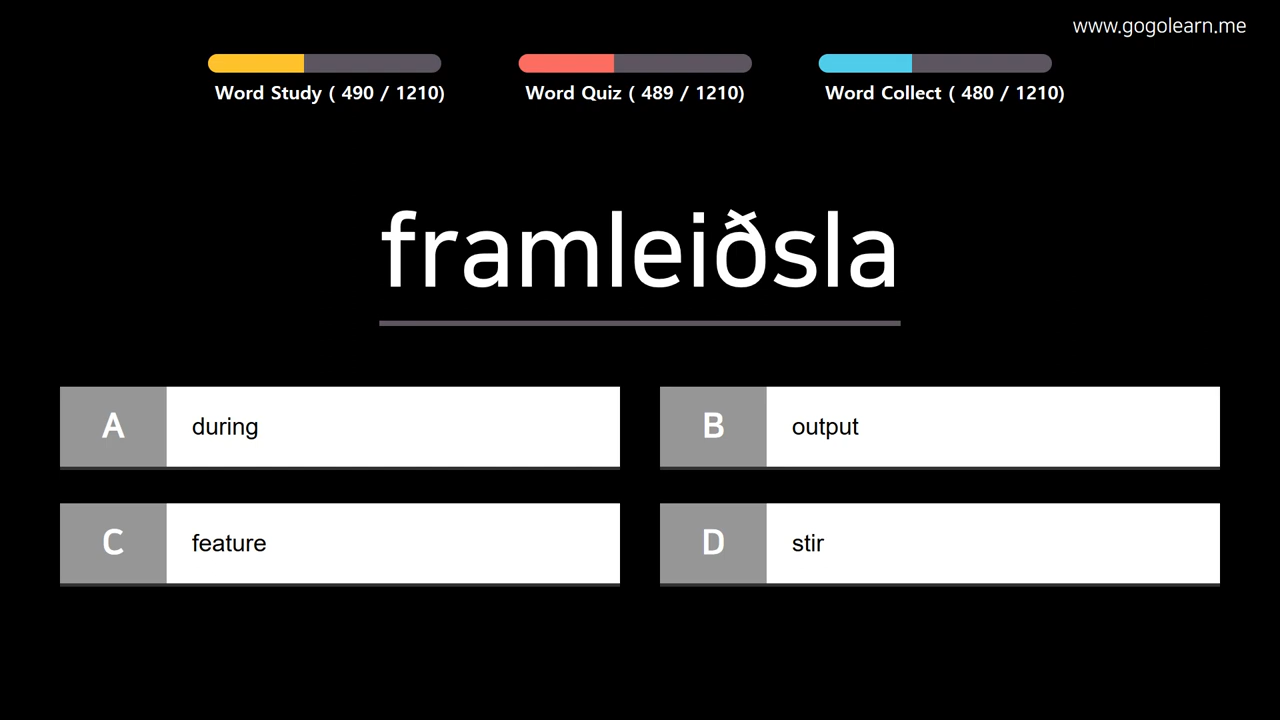 www.gogolearn.me
Word Study ( 490 / 1210)
Word Quiz ( 489 / 1210)
Word Collect ( 480 / 1210)
framleiðsla
A during
B output
C feature
D stir